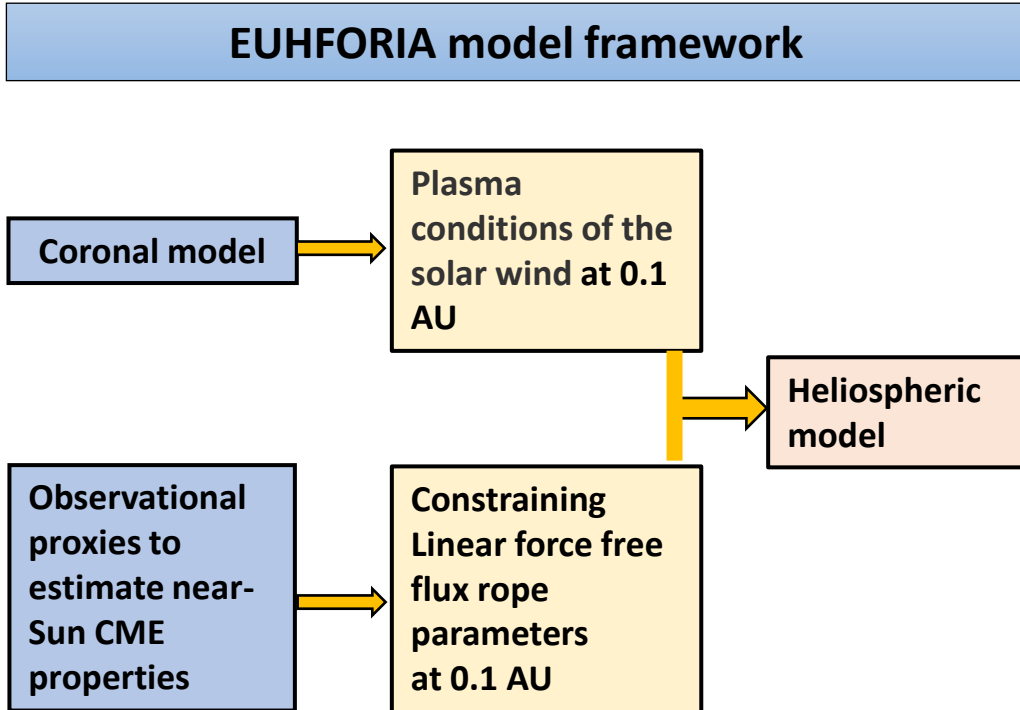 EUHFORIA model framework
Plasma
conditions of the
solar wind at 0.1
AU
Coronal model
Heliospheric
model
Observational
proxies to
estimate near-
Sun CME
properties
Constraining
Linear force free
flux rope
parameters
at 0.1 AU